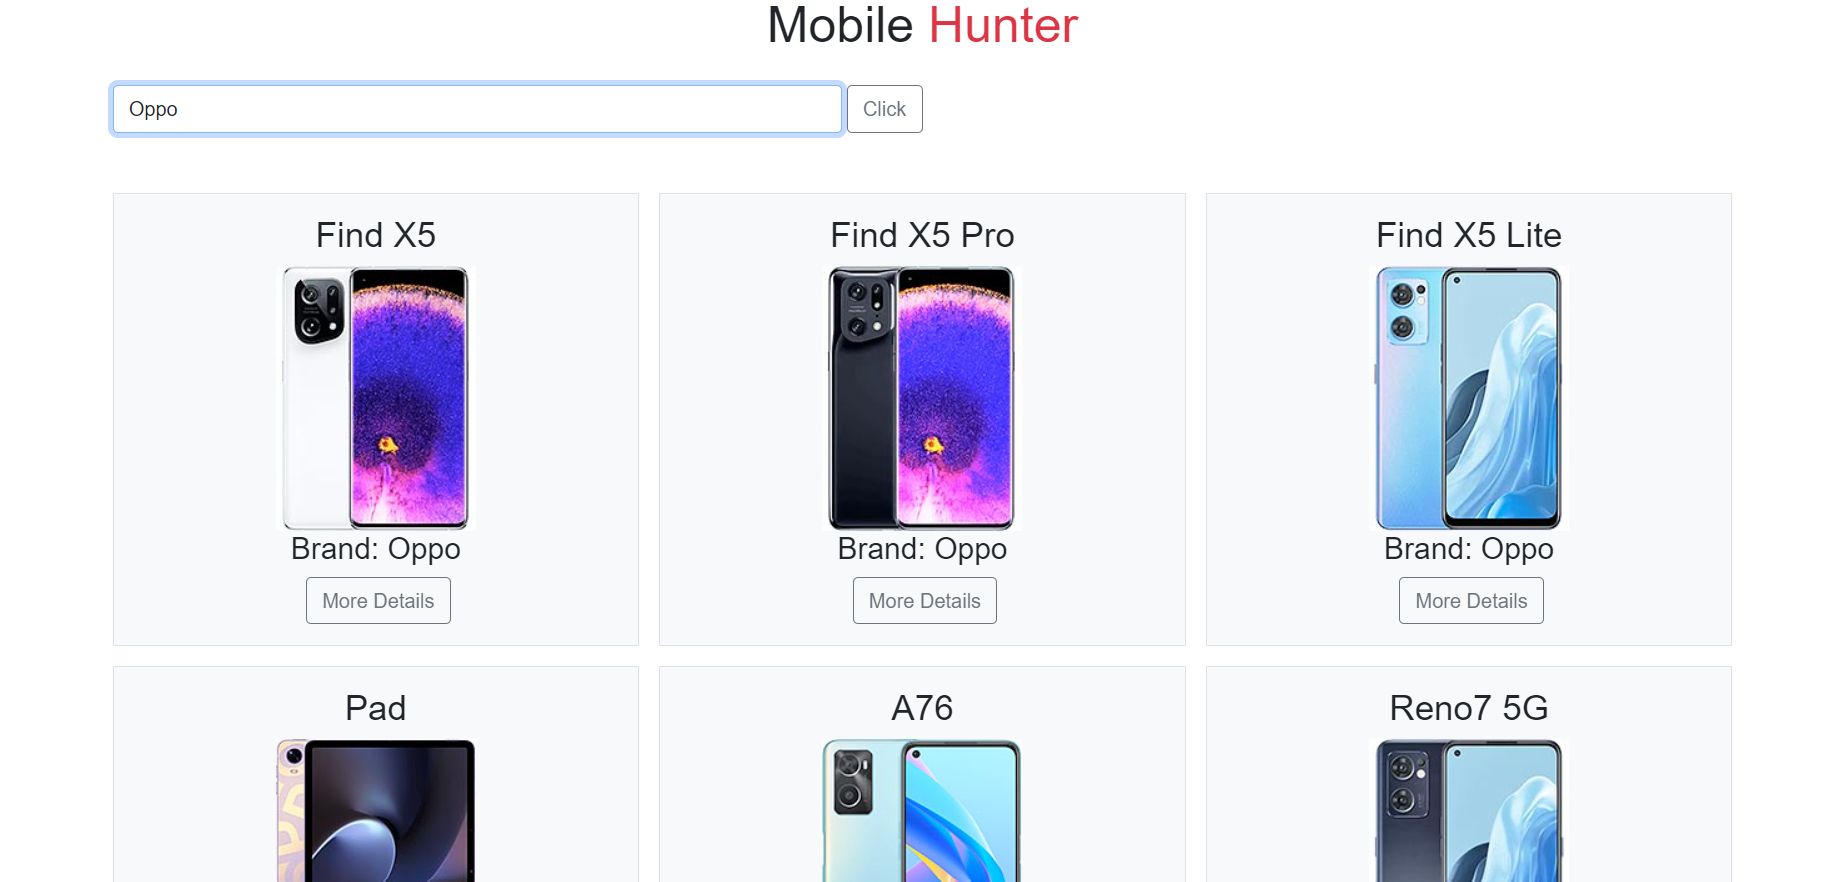 Mobile Hunter
Oppo
Click
Find X5
Find X5 Pro
Find X5 Lite
Brand: Oppo
Brand: Oppo
Brand: Oppo
More Details
More Details
More Details
Pad
A76
Reno7 5G